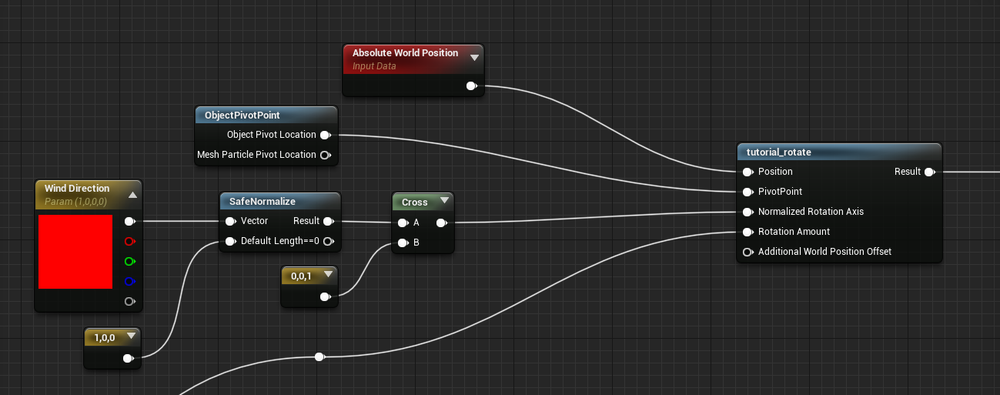 Absolute World Position
Input Data
ObjectPivotPoint
Object Pivot Location
Mesh Particle Pivot Location
Wind Direction
Param (1,0,0,0)
SafeNormalize
Vector Result
Default Length==0
Cross
A
B
0,0,1
1,0,0
tutorial_rotate
Position Result
PivotPoint
Normalized Rotation Axis
Rotation Amount
Additional World Position Offset